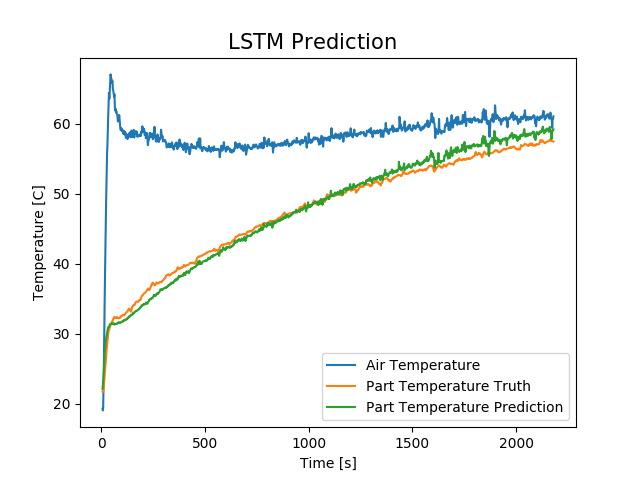 LSTM Prediction
Temperature [C]
60
50
40
30
20
Air Temperature
Part Temperature Truth
Part Temperature Prediction
0
500
1000
1500
2000
Time [s]